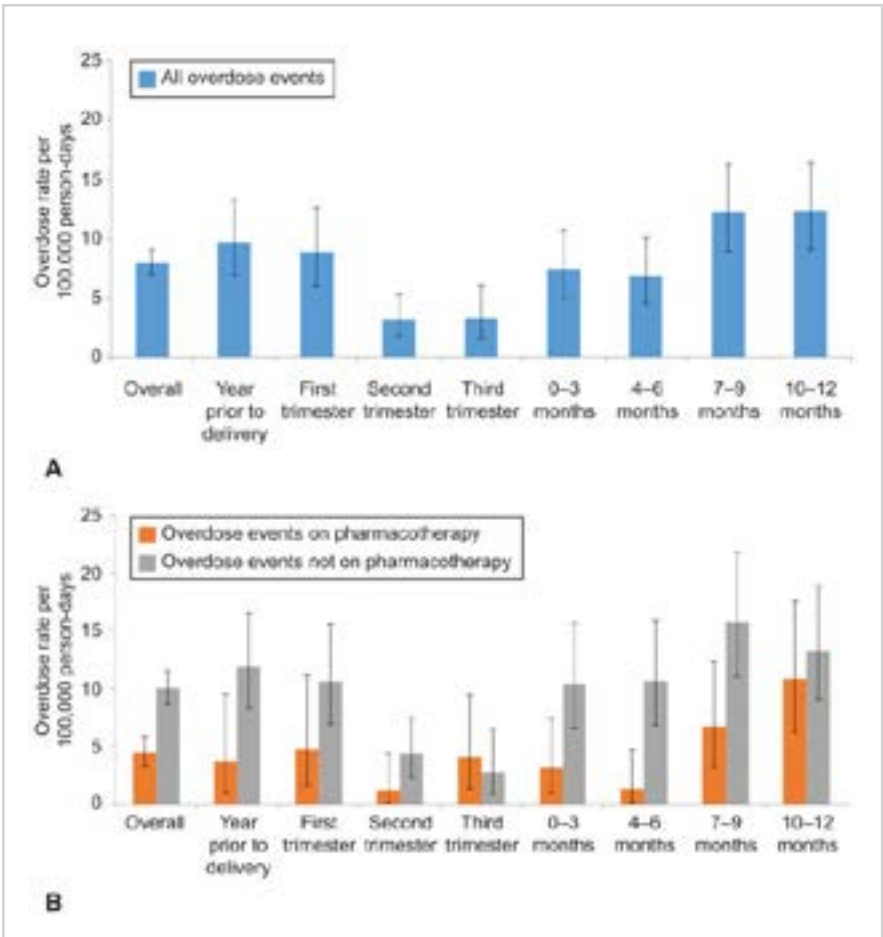 25
All overdose events
20
15
10
5
0
Overdose rate per
100,000 person-days
Overall
Year
prior to
delivery
First
trimester
Second
trimester
Third
trimester
0–3
months
4–6
months
7–9
months
10–12
months
A
25
Overdose events on pharmacotherapy
Overdose events not on pharmacotherapy
20
15
10
5
0
Overdose rate per
100,000 person-days
Overall
Year
prior to
delivery
First
trimester
Second
trimester
Third
trimester
0–3
months
4–6
months
7–9
months
10–12
months
B